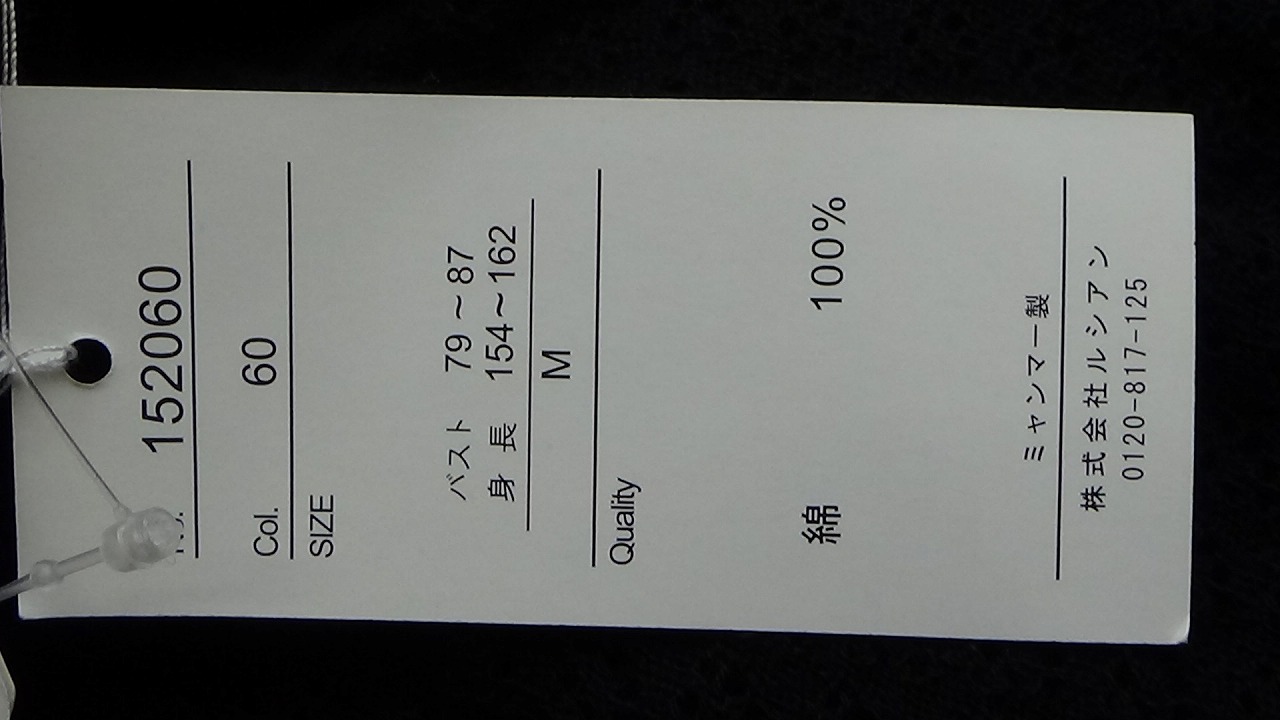 No. 152060
Col. 60
SIZE
バスト 79～87
身長 154～162
M
Quality
綿 100%
ミャンマー製
株式会社ルシアン
0120-817-125